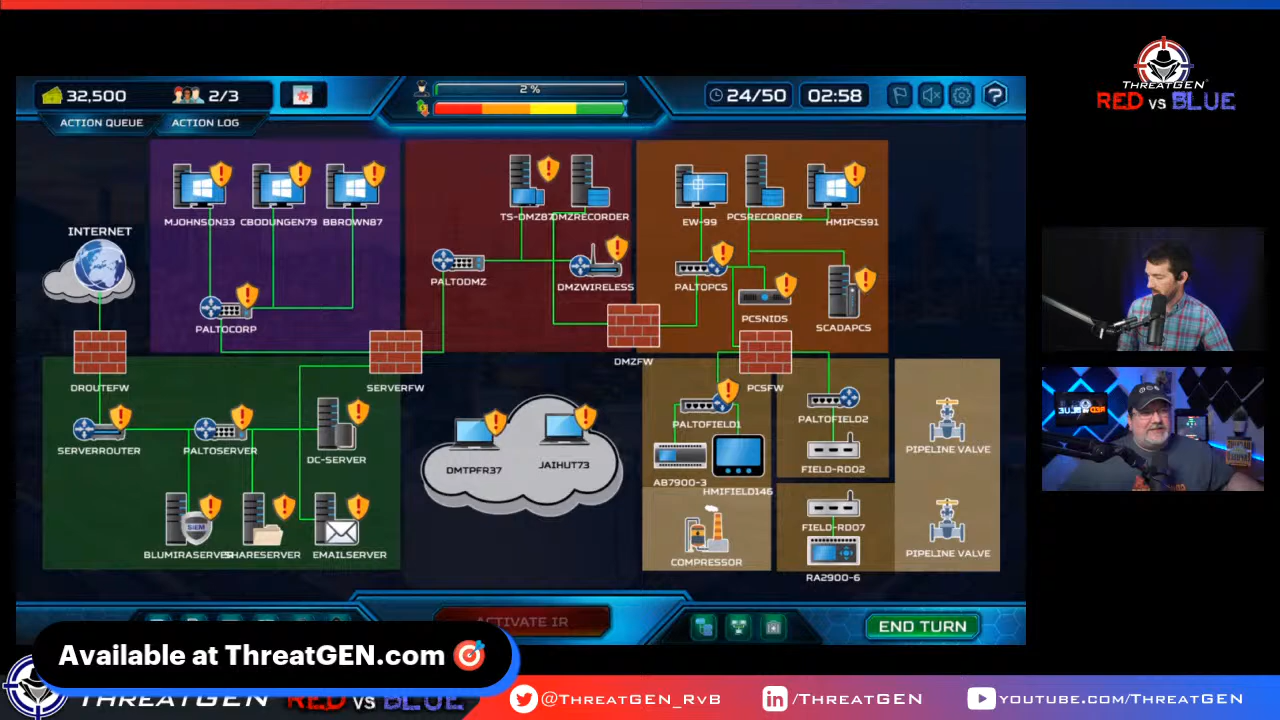 32,500
2/3
2 %
24/50
02:58
?
ACTION QUEUE
ACTION LOG
THREATGEN
RED vs BLUE
MJOHNSON33
CBODUNGEN79
BBROWN87
TS-DMZ87
DMZRECORDER
EW-99
PCSRECORDER
HMIPCS91
INTERNET
PALTODMZ
DMZWIRELESS
PALTOPCS
PCSNIDS
SCADAPCS
PALTOCORP
DROUTEFW
SERVERFW
DMZFW
PCSFW
SERVERROUTER
PALTOSERVER
DC-SERVER
DMTPFR37
JAIHUT73
PALTOFIELD1
PALTOFIELD2
PIPELINE VALVE
AB7900-3
HMIFIELD146
FIELD-RD02
SIEM
BLUMIRASERVER
SHARESERVER
EMAILSERVER
COMPRESSOR
FIELD-RD07
RA2900-6
PIPELINE VALVE
ACTIVATE IR
END TURN
Available at ThreatGEN.com
THREATGEN RED vs BLUE
@THREATGEN_RVB
/THREATGEN
YOUTUBE.COM/THREATGEN